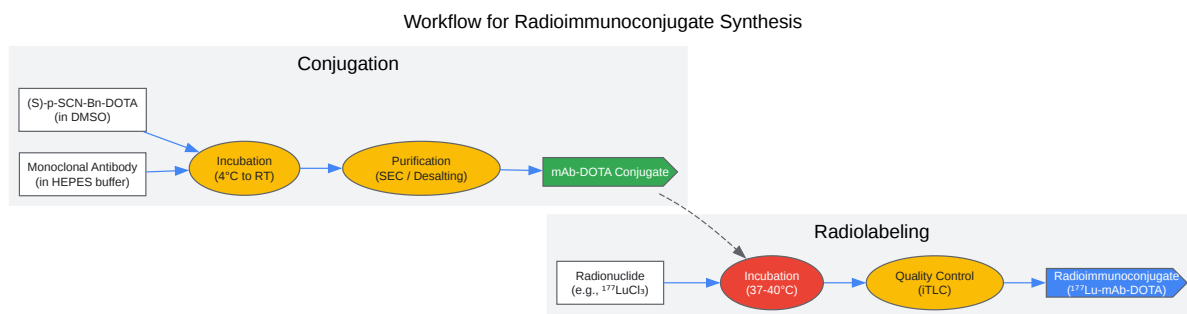 Workflow for Radioimmunoconjugate Synthesis
Conjugation
(S)-p-SCN-Bn-DOTA
(in DMSO)
Monoclonal Antibody
(in HEPES buffer)
Incubation
(4°C to RT)
Purification
(SEC / Desalting)
mAb-DOTA Conjugate
Radiolabeling
Radionuclide
(e.g., ¹⁷⁷LuCl₃)
Incubation
(37-40°C)
Quality Control
(iTLC)
Radioimmunoconjugate
(¹⁷⁷Lu-mAb-DOTA)